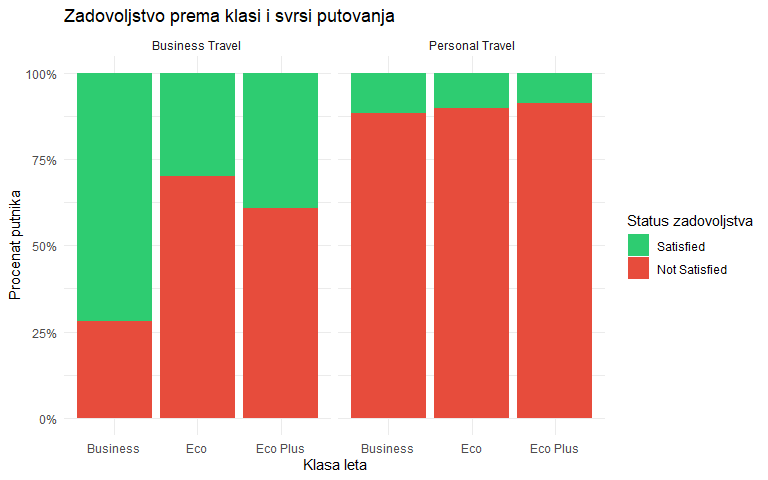 Zadovoljstvo prema klasi i svrsi putovanja
Business Travel
Personal Travel
100%
75%
50%
25%
0%
Procenat putnika
Business
Eco
Eco Plus
Business
Eco
Eco Plus
Klasa leta
Status zadovoljstva
Satisfied
Not Satisfied